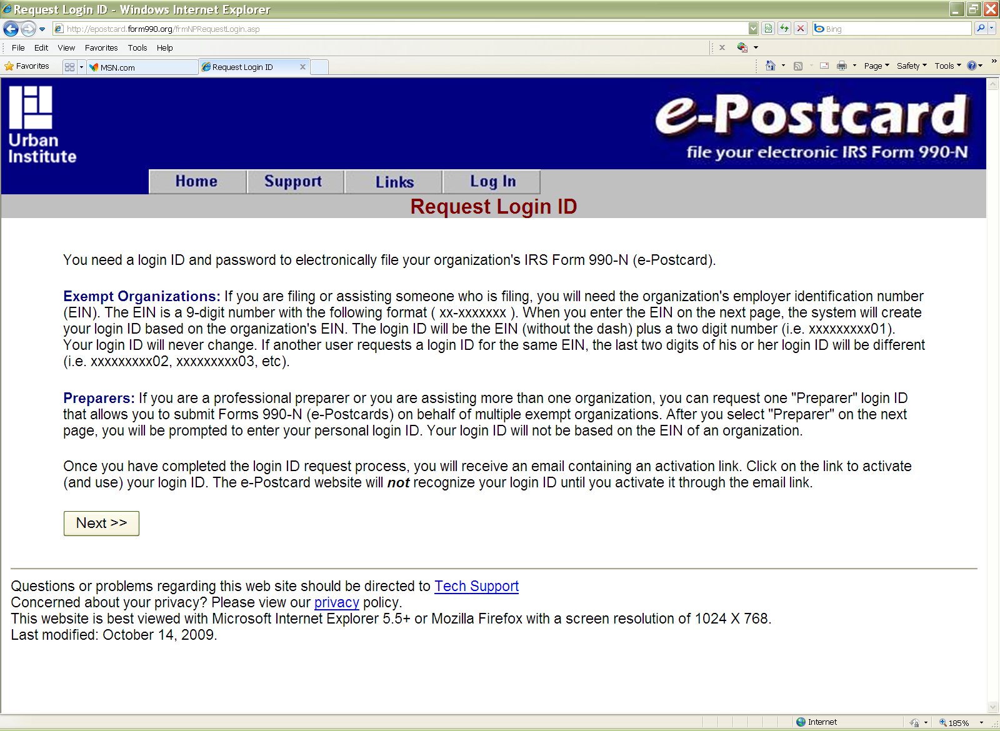 Request Login ID - Windows Internet Explorer
http://epostcard.form990.org/frmNPRequestLogin.asp
Bing
File Edit View Favorites Tools Help
Favorites MSN.com Request Login ID Page Safety Tools
Urban
Institute
e-Postcard
file your electronic IRS Form 990-N
Home Support Links Log In
Request Login ID
You need a login ID and password to electronically file your organization's IRS Form 990-N (e-Postcard).
Exempt Organizations: If you are filing or assisting someone who is filing, you will need the organization's employer identification number
(EIN). The EIN is a 9-digit number with the following format ( xx-xxxxxxx ). When you enter the EIN on the next page, the system will create
your login ID based on the organization's EIN. The login ID will be the EIN (without the dash) plus a two digit number (i.e. xxxxxxxxx01).
Your login ID will never change. If another user requests a login ID for the same EIN, the last two digits of his or her login ID will be different
(i.e. xxxxxxxxx02, xxxxxxxxx03, etc).
Preparers: If you are a professional preparer or you are assisting more than one organization, you can request one "Preparer" login ID
that allows you to submit Forms 990-N (e-Postcards) on behalf of multiple exempt organizations. After you select "Preparer" on the next
page, you will be prompted to enter your personal login ID. Your login ID will not be based on the EIN of an organization.
Once you have completed the login ID request process, you will receive an email containing an activation link. Click on the link to activate
(and use) your login ID. The e-Postcard website will not recognize your login ID until you activate it through the email link.
Next >>
Questions or problems regarding this web site should be directed to Tech Support
Concerned about your privacy? Please view our privacy policy.
This website is best viewed with Microsoft Internet Explorer 5.5+ or Mozilla Firefox with a screen resolution of 1024 X 768.
Last modified: October 14, 2009.
Internet 185%